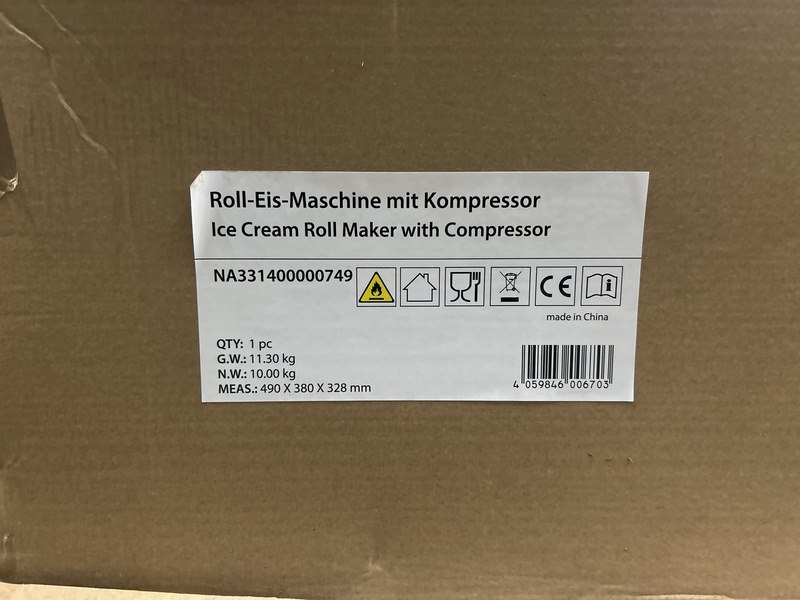 Roll-Eis-Maschine mit Kompressor
Ice Cream Roll Maker with Compressor
NA331400000749
CE
made in China
QTY: 1 pc
G.W.: 11.30 kg
N.W.: 10.00 kg
MEAS.: 490 X 380 X 328 mm
4 059846 006703